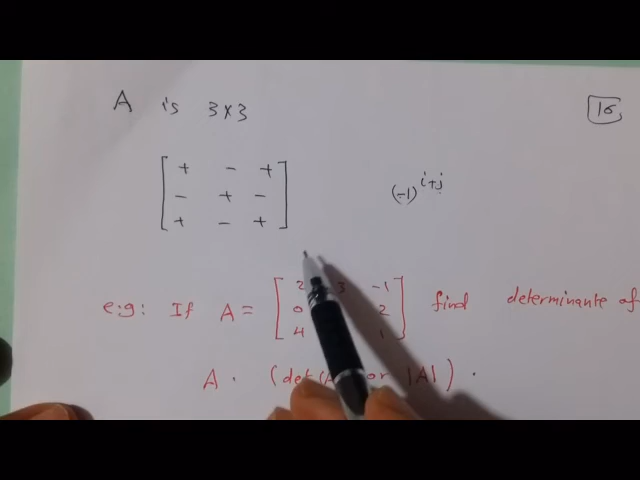 A is 3x3
16
+ - +
- + -
+ - +
(-1)^{i+j}
e.g: If A = [ 2 3 -1
0 2
4 1 ] find determinante of
A. (det(A) or |A|).